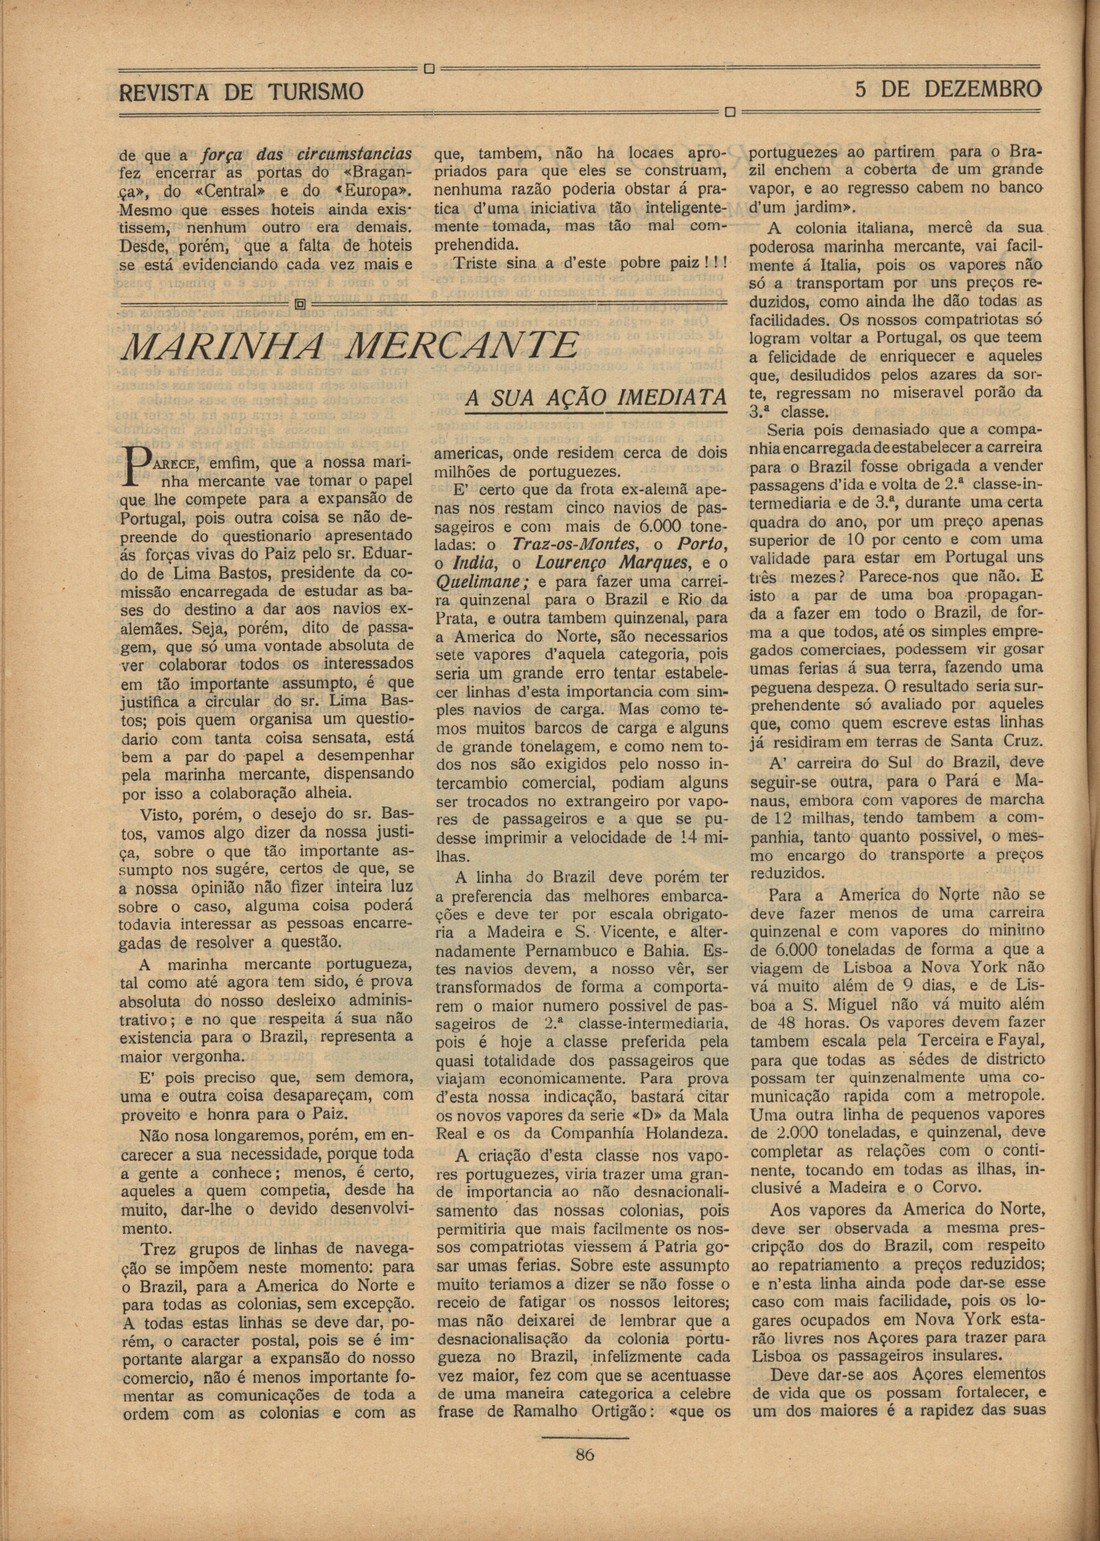 REVISTA DE TURISMO
5 DE DEZEMBRO
de que a força das circumstancias
fez encerrar as portas do «Bragan-
ça», do «Central» e do «Europa».
Mesmo que esses hoteis ainda exis-
tissem, nenhum outro era demais.
Desde, porém, que a falta de hoteis
se está evidenciando cada vez mais e
que, tambem, não ha locaes apro-
priados para que eles se construam,
nenhuma razão poderia obstar á pra-
tica d'uma iniciativa tão inteligente-
mente tomada, mas tão mal com-
prehendida.
Triste sina a d'este pobre paiz!!!
MARINHA MERCANTE
A SUA AÇÃO IMEDIATA
PARECE, emfim, que a nossa mari-
nha mercante vae tomar o papel
que lhe compete para a expansão de
Portugal, pois outra coisa se não de-
preende do questionario apresentado
ás forças vivas do Paiz pelo sr. Eduar-
do de Lima Bastos, presidente da co-
missão encarregada de estudar as ba-
ses do destino a dar aos navios ex-
alemães. Seja, porém, dito de passa-
gem, que só uma vontade absoluta de
ver colaborar todos os interessados
em tão importante assumpto, é que
justifica a circular do sr. Lima Bas-
tos; pois quem organisa um questio-
dario com tanta coisa sensata, está
bem a par do papel a desempenhar
pela marinha mercante, dispensando
por isso a colaboração alheia.
Visto, porém, o desejo do sr. Bas-
tos, vamos algo dizer da nossa justi-
ça, sobre o que tão importante as-
sumpto nos sugére, certos de que, se
a nossa opinião não fizer inteira luz
sobre o caso, alguma coisa poderá
todavia interessar as pessoas encarre-
gadas de resolver a questão.
A marinha mercante portugueza,
tal como até agora tem sido, é prova
absoluta do nosso desleixo adminis-
trativo; e no que respeita á sua não
existencia para o Brazil, representa a
maior vergonha.
E' pois preciso que, sem demora,
uma e outra coisa desapareçam, com
proveito e honra para o Paiz.
Não nosa longaremos, porém, em en-
carecer a sua necessidade, porque toda
a gente a conhece; menos, é certo,
aqueles a quem competia, desde ha
muito, dar-lhe o devido desenvolvi-
mento.
Trez grupos de linhas de navega-
ção se impõem neste momento: para
o Brazil, para a America do Norte e
para todas as colonias, sem excepção.
A todas estas linhas se deve dar, po-
rém, o caracter postal, pois se é im-
portante alargar a expansão do nosso
comercio, não é menos importante fo-
mentar as comunicações de toda a
ordem com as colonias e com as
americas, onde residem cerca de dois
milhões de portuguezes.
E' certo que da frota ex-alemã ape-
nas nos restam cinco navios de pas-
sageiros e com mais de 6.000 tone-
ladas: o Traz-os-Montes, o Porto,
o India, o Lourenço Marques, e o
Quelimane; e para fazer uma carrei-
ra quinzenal para o Brazil e Rio da
Prata, e outra tambem quinzenal, para
a America do Norte, são necessarios
sete vapores d'aquela categoria, pois
seria um grande erro tentar estabele-
cer linhas d'esta importancia com sim-
ples navios de carga. Mas como te-
mos muitos barcos de carga e alguns
de grande tonelagem, e como nem to-
dos nos são exigidos pelo nosso in-
tercambio comercial, podiam alguns
ser trocados no extrangeiro por vapo-
res de passageiros e a que se pu-
desse imprimir a velocidade de 14 mi-
lhas.
A linha do Brazil deve porém ter
a preferencia das melhores embarca-
ções e deve ter por escala obrigato-
ria a Madeira e S. Vicente, e alter-
nadamente Pernambuco e Bahia. Es-
tes navios devem, a nosso vêr, ser
transformados de forma a comporta-
rem o maior numero possivel de pas-
sageiros de 2.ª classe-intermediaria,
pois é hoje a classe preferida pela
quasi totalidade dos passageiros que
viajam economicamente. Para prova
d'esta nossa indicação, bastará citar
os novos vapores da serie «D» da Mala
Real e os da Companhía Holandeza.
A criação d'esta classe nos vapo-
res portuguezes, viria trazer uma gran-
de importancia ao não desnacionali-
samento das nossas colonias, pois
permitiria que mais facilmente os nos-
sos compatriotas viessem á Patria go-
sar umas ferias. Sobre este assumpto
muito teriamos a dizer se não fosse o
receio de fatigar os nossos leitores;
mas não deixarei de lembrar que a
desnacionalisação da colonia portu-
gueza no Brazil, infelizmente cada
vez maior, fez com que se acentuasse
de uma maneira categorica a celebre
frase de Ramalho Ortigão: «que os
portuguezes ao partirem para o Bra-
zil enchem a coberta de um grande
vapor, e ao regresso cabem no banco
d'um jardim».
A colonia italiana, mercê da sua
poderosa marinha mercante, vai facil-
mente á Italia, pois os vapores não
só a transportam por uns preços re-
duzidos, como ainda lhe dão todas as
facilidades. Os nossos compatriotas só
logram voltar a Portugal, os que teem
a felicidade de enriquecer e aqueles
que, desiludidos pelos azares da sor-
te, regressam no miseravel porão da
3.ª classe.
Seria pois demasiado que a compa-
nhia encarregada de estabelecer a carreira
para o Brazil fosse obrigada a vender
passagens d'ida e volta de 2.ª classe-in-
termediaria e de 3.ª, durante uma certa
quadra do ano, por um preço apenas
superior de 10 por cento e com uma
validade para estar em Portugal uns
três mezes? Parece-nos que não. E
isto a par de uma boa propagan-
da a fazer em todo o Brazil, de for-
ma a que todos, até os simples empre-
gados comerciaes, podessem vir gosar
umas ferias á sua terra, fazendo uma
peguena despeza. O resultado seria sur-
prehendente só avaliado por aqueles
que, como quem escreve estas linhas
já residiram em terras de Santa Cruz.
A' carreira do Sul do Brazil, deve
seguir-se outra, para o Pará e Ma-
naus, embora com vapores de marcha
de 12 milhas, tendo tambem a com-
panhia, tanto quanto possivel, o mes-
mo encargo do transporte a preços
reduzidos.
Para a America do Norte não se
deve fazer menos de uma carreira
quinzenal e com vapores do minimo
de 6.000 toneladas de forma a que a
viagem de Lisboa a Nova York não
vá muito além de 9 dias, e de Lis-
boa a S. Miguel não vá muito além
de 48 horas. Os vapores devem fazer
tambem escala pela Terceira e Fayal,
para que todas as sédes de districto
possam ter quinzenalmente uma co-
municação rapida com a metropole.
Uma outra linha de pequenos vapores
de 2.000 toneladas, e quinzenal, deve
completar as relações com o conti-
nente, tocando em todas as ilhas, in-
clusivé a Madeira e o Corvo.
Aos vapores da America do Norte,
deve ser observada a mesma pres-
cripção dos do Brazil, com respeito
ao repatriamento a preços reduzidos;
e n'esta linha ainda pode dar-se esse
caso com mais facilidade, pois os lo-
gares ocupados em Nova York esta-
rão livres nos Açores para trazer para
Lisboa os passageiros insulares.
Deve dar-se aos Açores elementos
de vida que os possam fortalecer, e
um dos maiores é a rapidez das suas
86